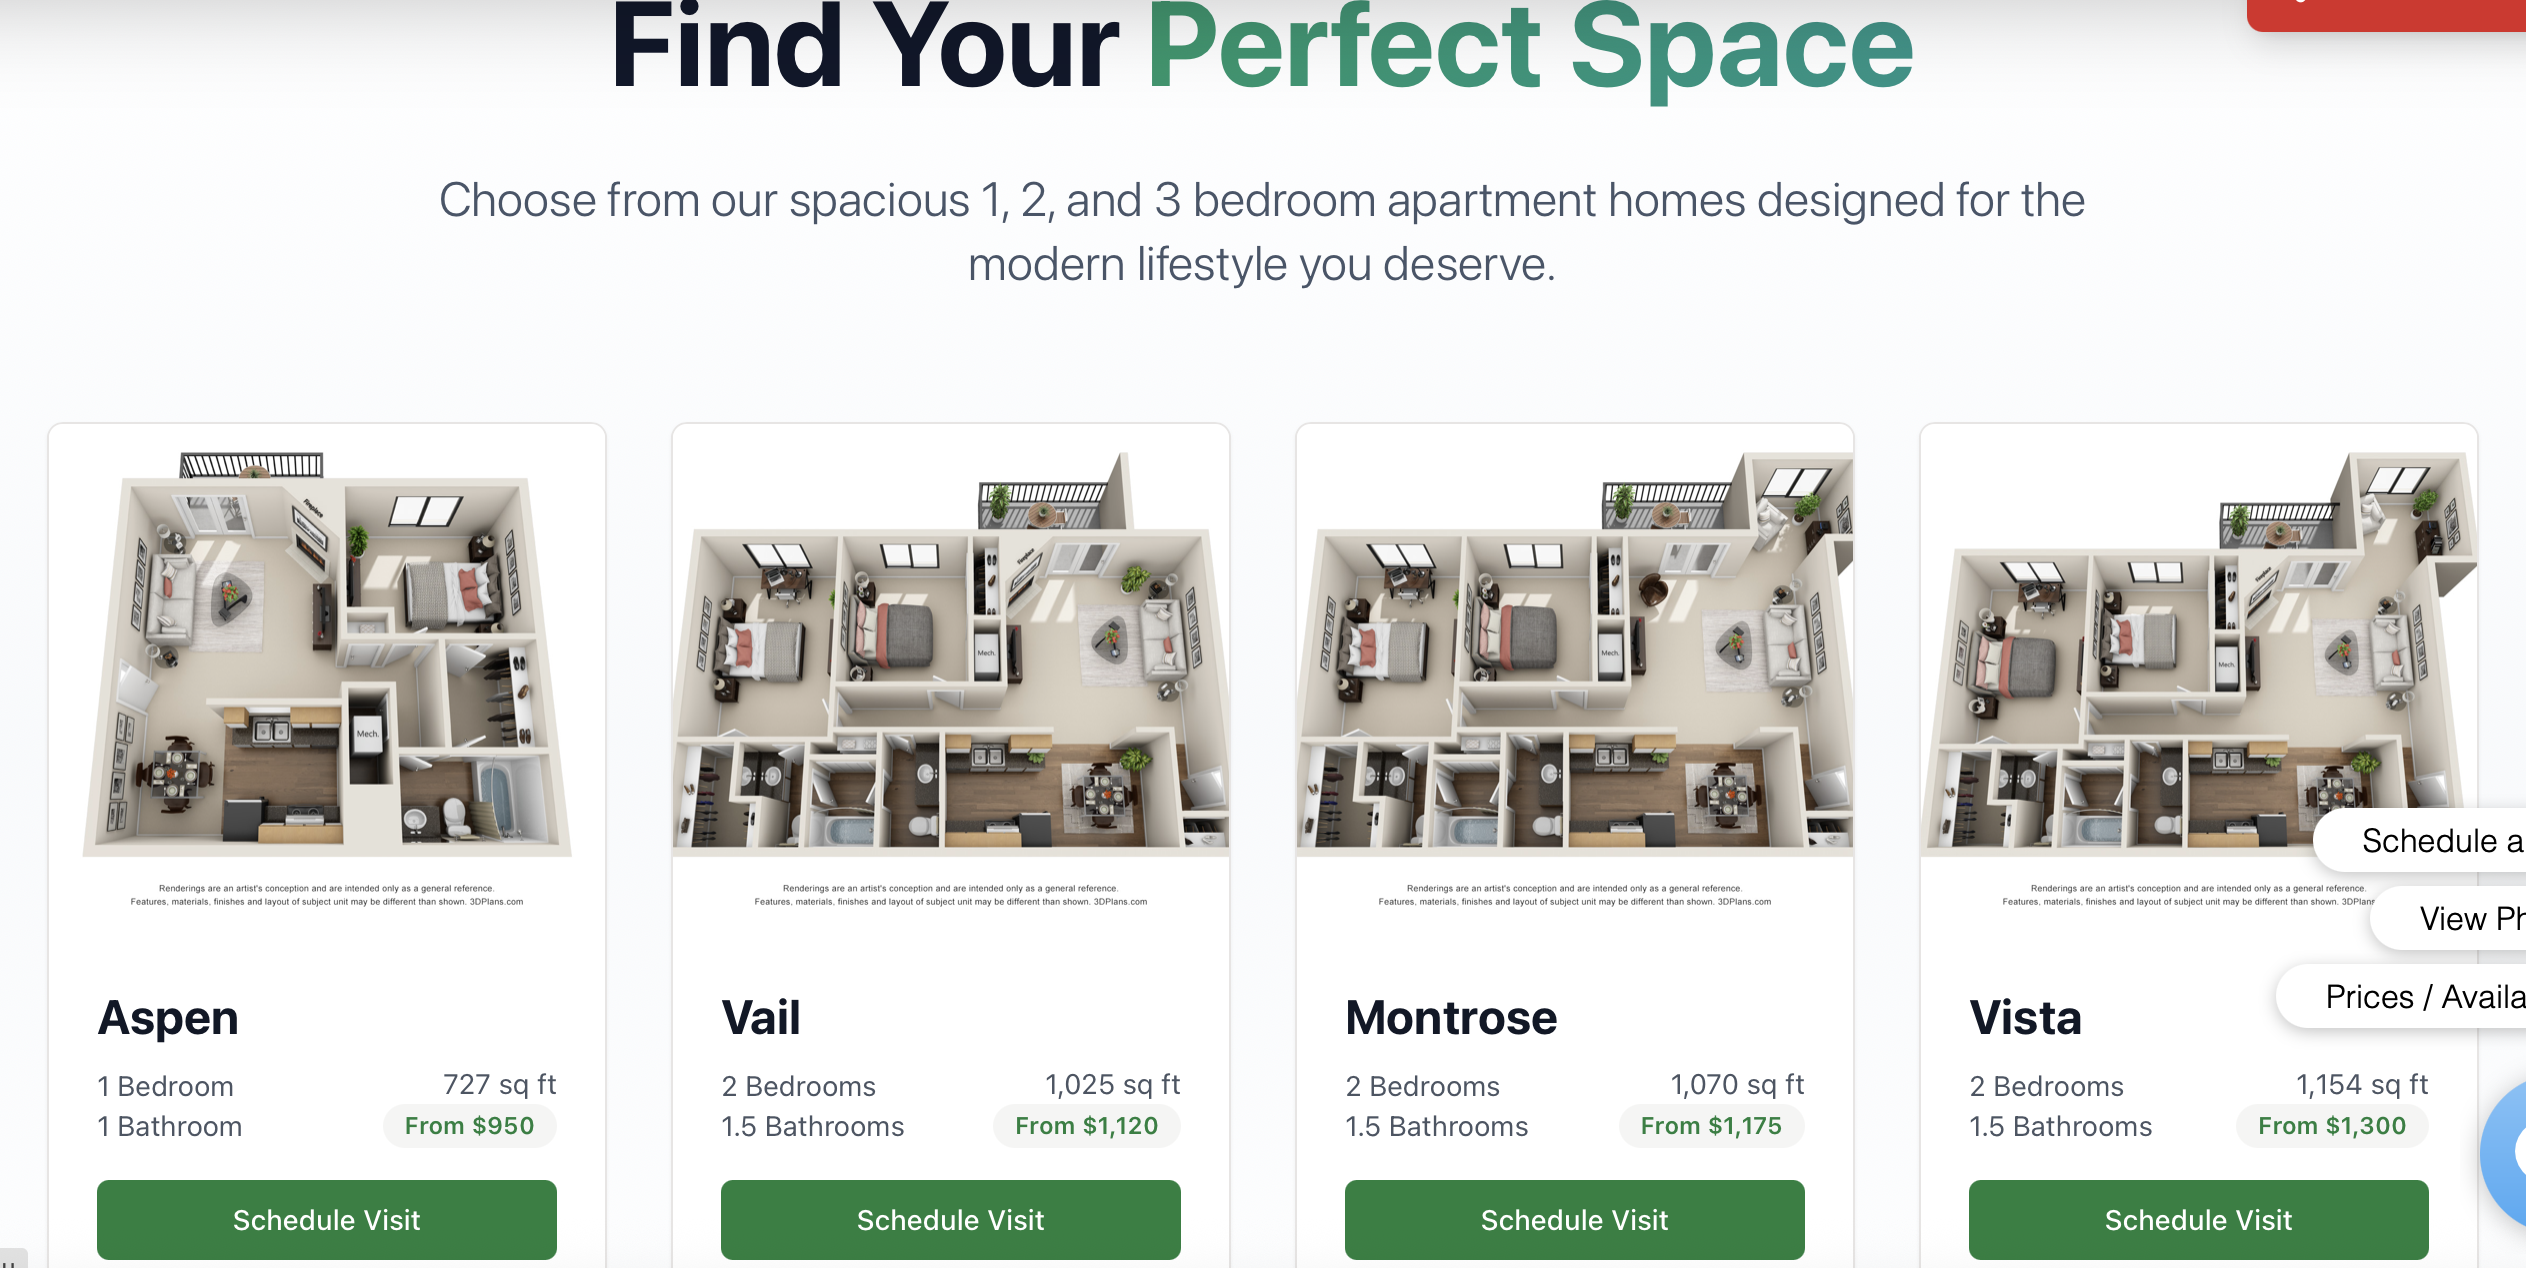 Find Your Perfect Space
Choose from our spacious 1, 2, and 3 bedroom apartment homes designed for the
modern lifestyle you deserve.
Fireplace
Mech.
Renderings are an artist's conception and are intended only as a general reference.
Features, materials, finishes and layout of subject unit may be different than shown. 3DPlans.com
Aspen
1 Bedroom
727 sq ft
1 Bathroom
From $950
Schedule Visit
Fireplace
Mech.
Renderings are an artist's conception and are intended only as a general reference.
Features, materials, finishes and layout of subject unit may be different than shown. 3DPlans.com
Vail
2 Bedrooms
1,025 sq ft
1.5 Bathrooms
From $1,120
Schedule Visit
Mech.
Renderings are an artist's conception and are intended only as a general reference.
Features, materials, finishes and layout of subject unit may be different than shown. 3DPlans.com
Montrose
2 Bedrooms
1,070 sq ft
1.5 Bathrooms
From $1,175
Schedule Visit
Fireplace
Mech.
Renderings are an artist's conception and are intended only as a general reference.
Features, materials, finishes and layout of subject unit may be different than shown.
Vista
2 Bedrooms
1,154 sq ft
1.5 Bathrooms
From $1,300
Schedule Visit
Schedule a
View
Prices /